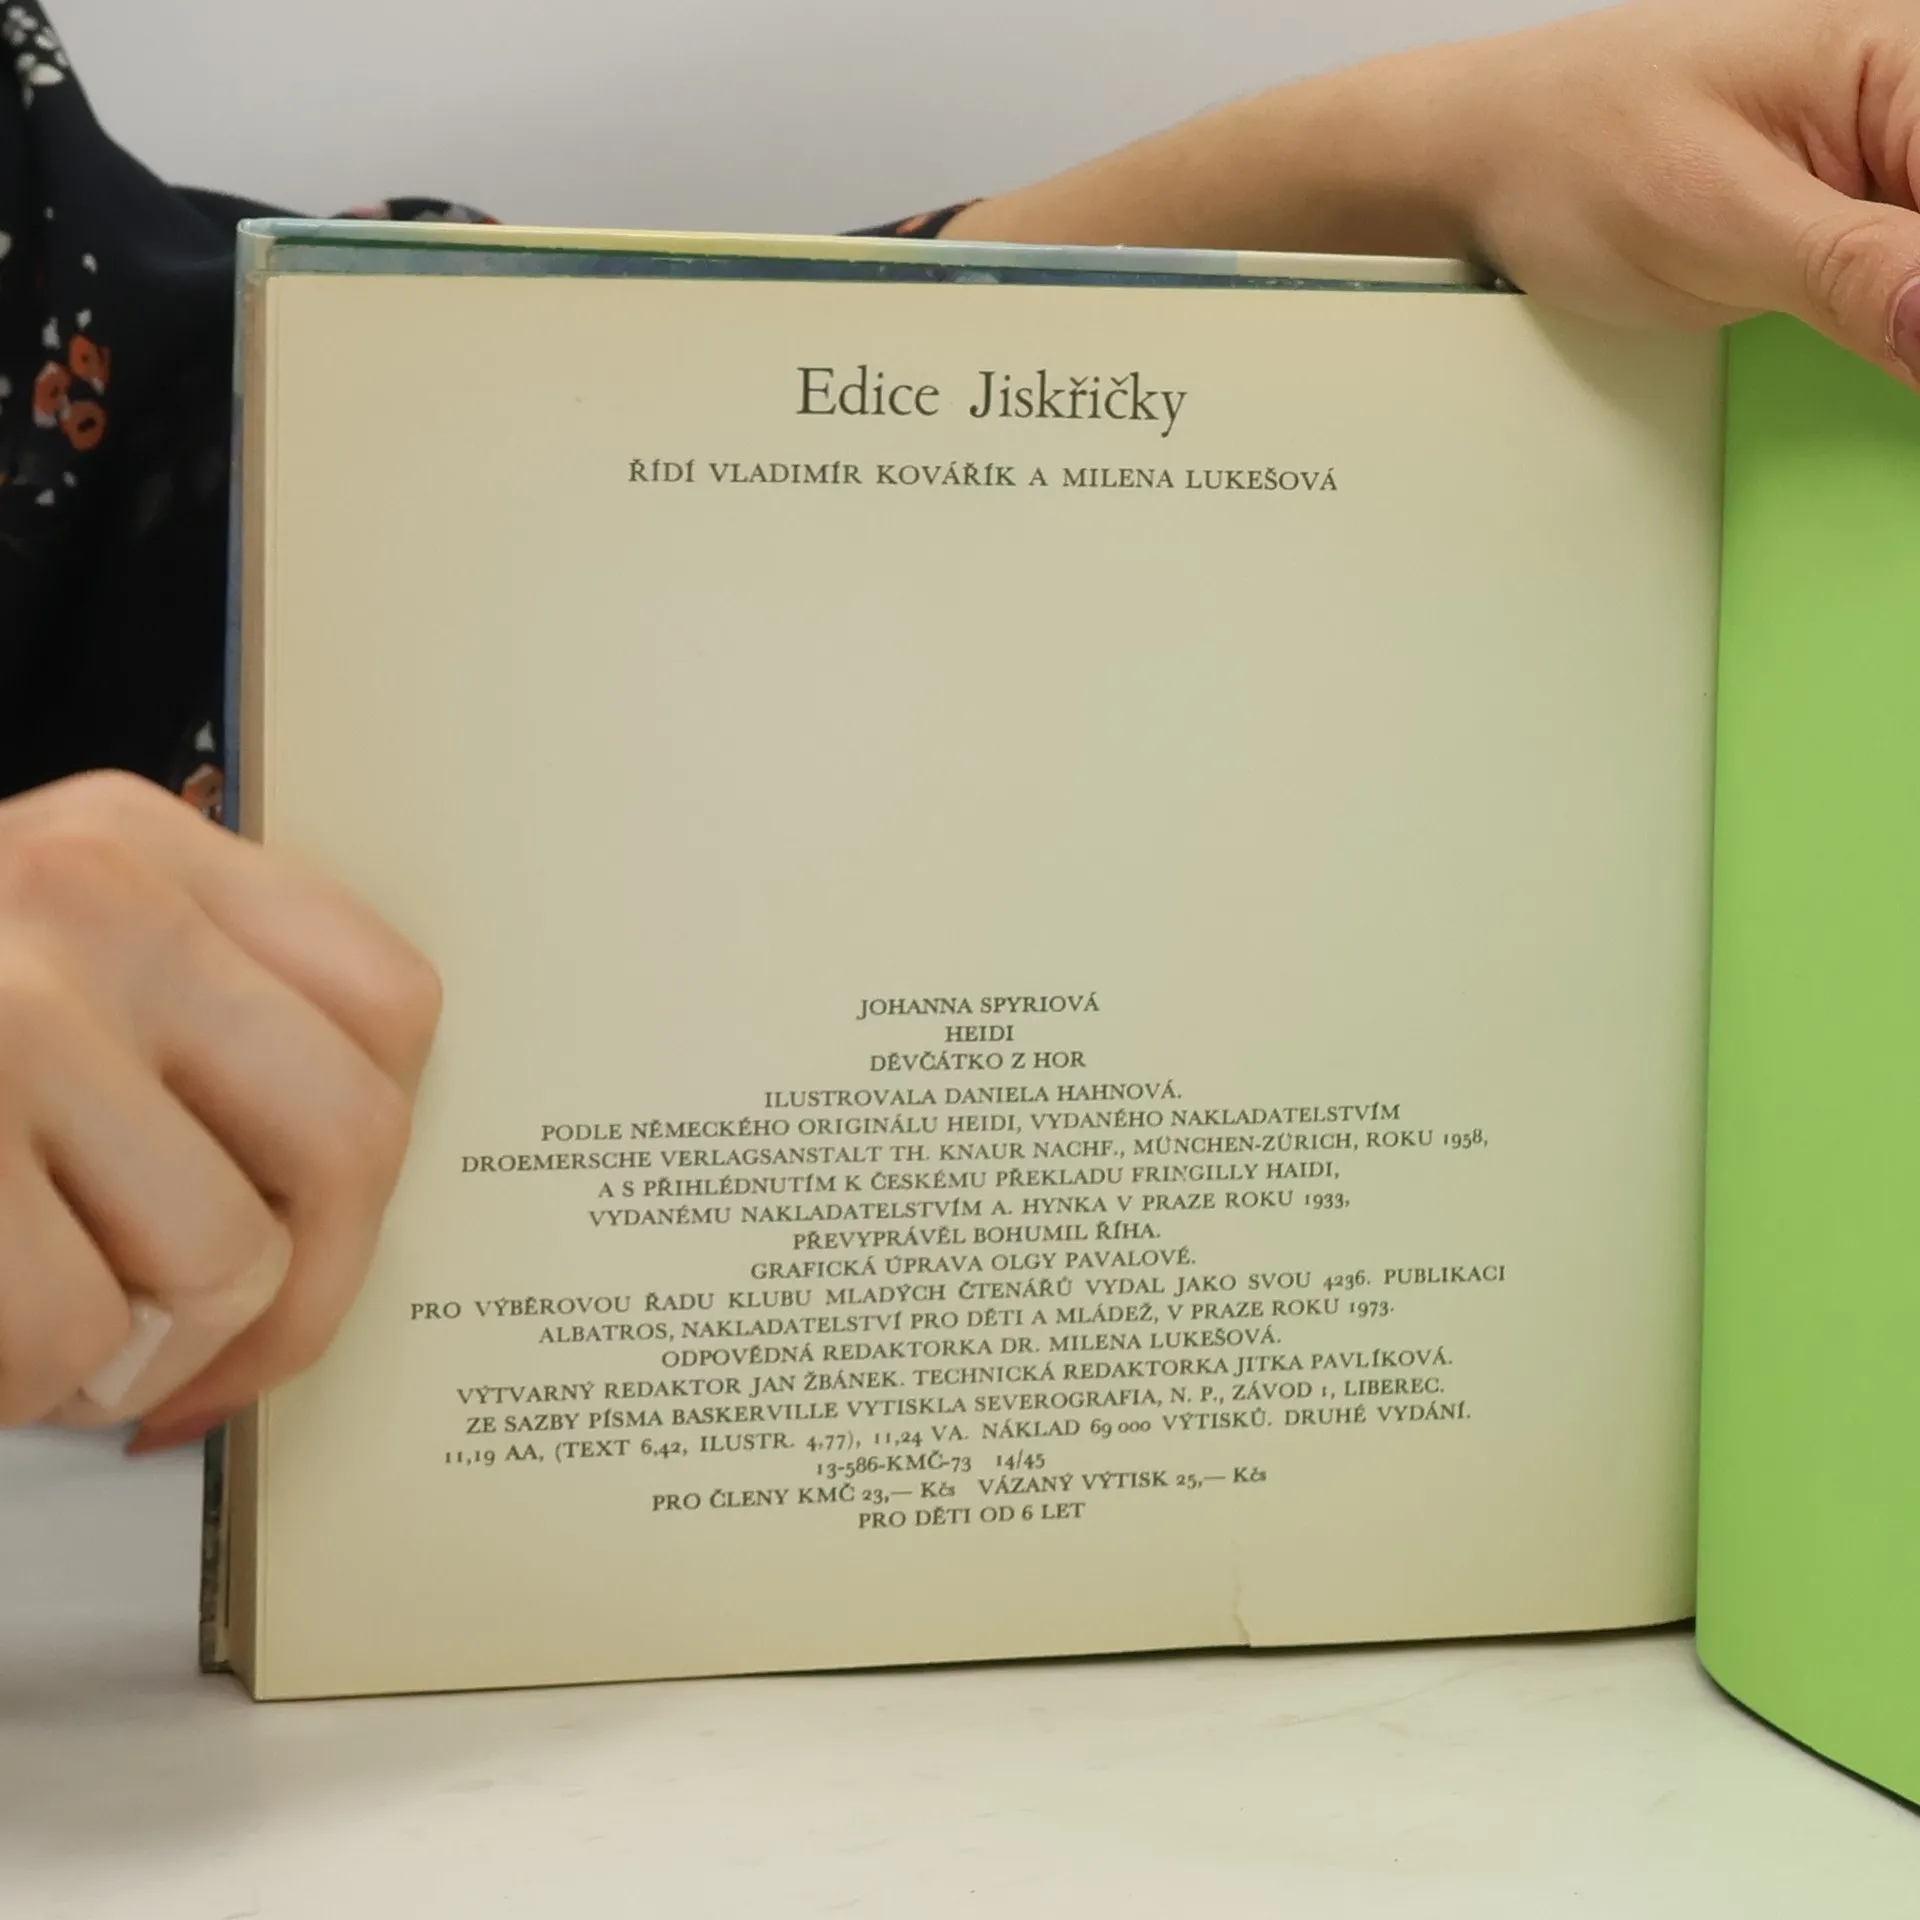 Edice Jiskřičky
ŘÍDÍ VLADIMÍR KOVÁŘÍK A MILENA LUKEŠOVÁ
JOHANNA SPYRIOVÁ
HEIDI
DĚVČÁTKO Z HOR
ILUSTROVALA DANIELA HAHNOVÁ.
PODLE NĚMECKÉHO ORIGINÁLU HEIDI, VYDANÉHO NAKLADATELSTVÍM
DROEMERSCHE VERLAGSANSTALT TH. KNAUR NACHF., MÜNCHEN-ZÜRICH, ROKU 1958,
A S PŘIHLÉDNUTÍM K ČESKÉMU PŘEKLADU FRINGILLY HAIDI,
VYDANÉMU NAKLADATELSTVÍM A. HYNKA V PRAZE ROKU 1933,
PŘEVYPRÁVĚL BOHUMIL ŘÍHA.
GRAFICKÁ ÚPRAVA OLGY PAVALOVÉ.
PRO VÝBĚROVOU ŘADU KLUBU MLADÝCH ČTENÁŘŮ VYDAL JAKO SVOU 4236. PUBLIKACI
ALBATROS, NAKLADATELSTVÍ PRO DĚTI A MLÁDEŽ, V PRAZE ROKU 1973.
ODPOVĚDNÁ REDAKTORKA DR. MILENA LUKEŠOVÁ.
VÝTVARNÝ REDAKTOR JAN ŽBÁNEK. TECHNICKÁ REDAKTORKA JITKA PAVLÍKOVÁ.
ZE SAZBY PÍSMA BASKERVILLE VYTISKLA SEVEROGRAFIA, N. P., ZÁVOD 1, LIBEREC.
11,19 AA, (TEXT 6,42, ILUSTR. 4,77), 11,24 VA. NÁKLAD 69 000 VÝTISKŮ. DRUHÉ VYDÁNÍ.
13-586-KMČ-73 14/45
PRO ČLENY KMČ 23,— Kčs VÁZANÝ VÝTISK 25,— Kčs
PRO DĚTI OD 6 LET